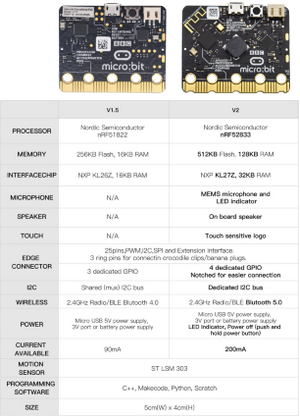 BBC
micro:bit
BBC
micro:bit
V1.5 V2
PROCESSOR
Nordic Semiconductor
nRF51822
Nordic Semiconductor
nRF52833
MEMORY
256KB Flash, 16KB RAM
512KB Flash, 128KB RAM
INTERFACECHIP
NXP KL26Z, 16KB RAM
NXP KL27Z, 32KB RAM
MICROPHONE
N/A
MEMS microphone and
LED indicator
SPEAKER
N/A
On board speaker
TOUCH
N/A
Touch sensitive logo
EDGE
CONNECTOR
25pins,PWM,I2C,SPI and Extension interface.
3 ring pins for connectin crocodile clips/banana plugs.
3 dedicated GPIO
4 dedicated GPIO
Notched for easier connection
I2C
Shared (mux) I2C bus
Dedicated I2C bus
WIRELESS
2.4GHz Radio/BLE Blutooth 4.0
2.4GHz Radio/BLE Blutooth 5.0
POWER
Micro USB 5V power supply,
3V port or battery power supply
Micro USB 5V power supply,
3V port or battery power supply
LED indicator, Power off (push and
hold power button)
CURRENT
AVAILABLE
90mA
200mA
MOTION
SENSOR
ST LSM 303
PROGRAMMING
SOFTWARE
C++, Makecode, Python, Scratch
SIZE
5cm(W) x 4cm(H)